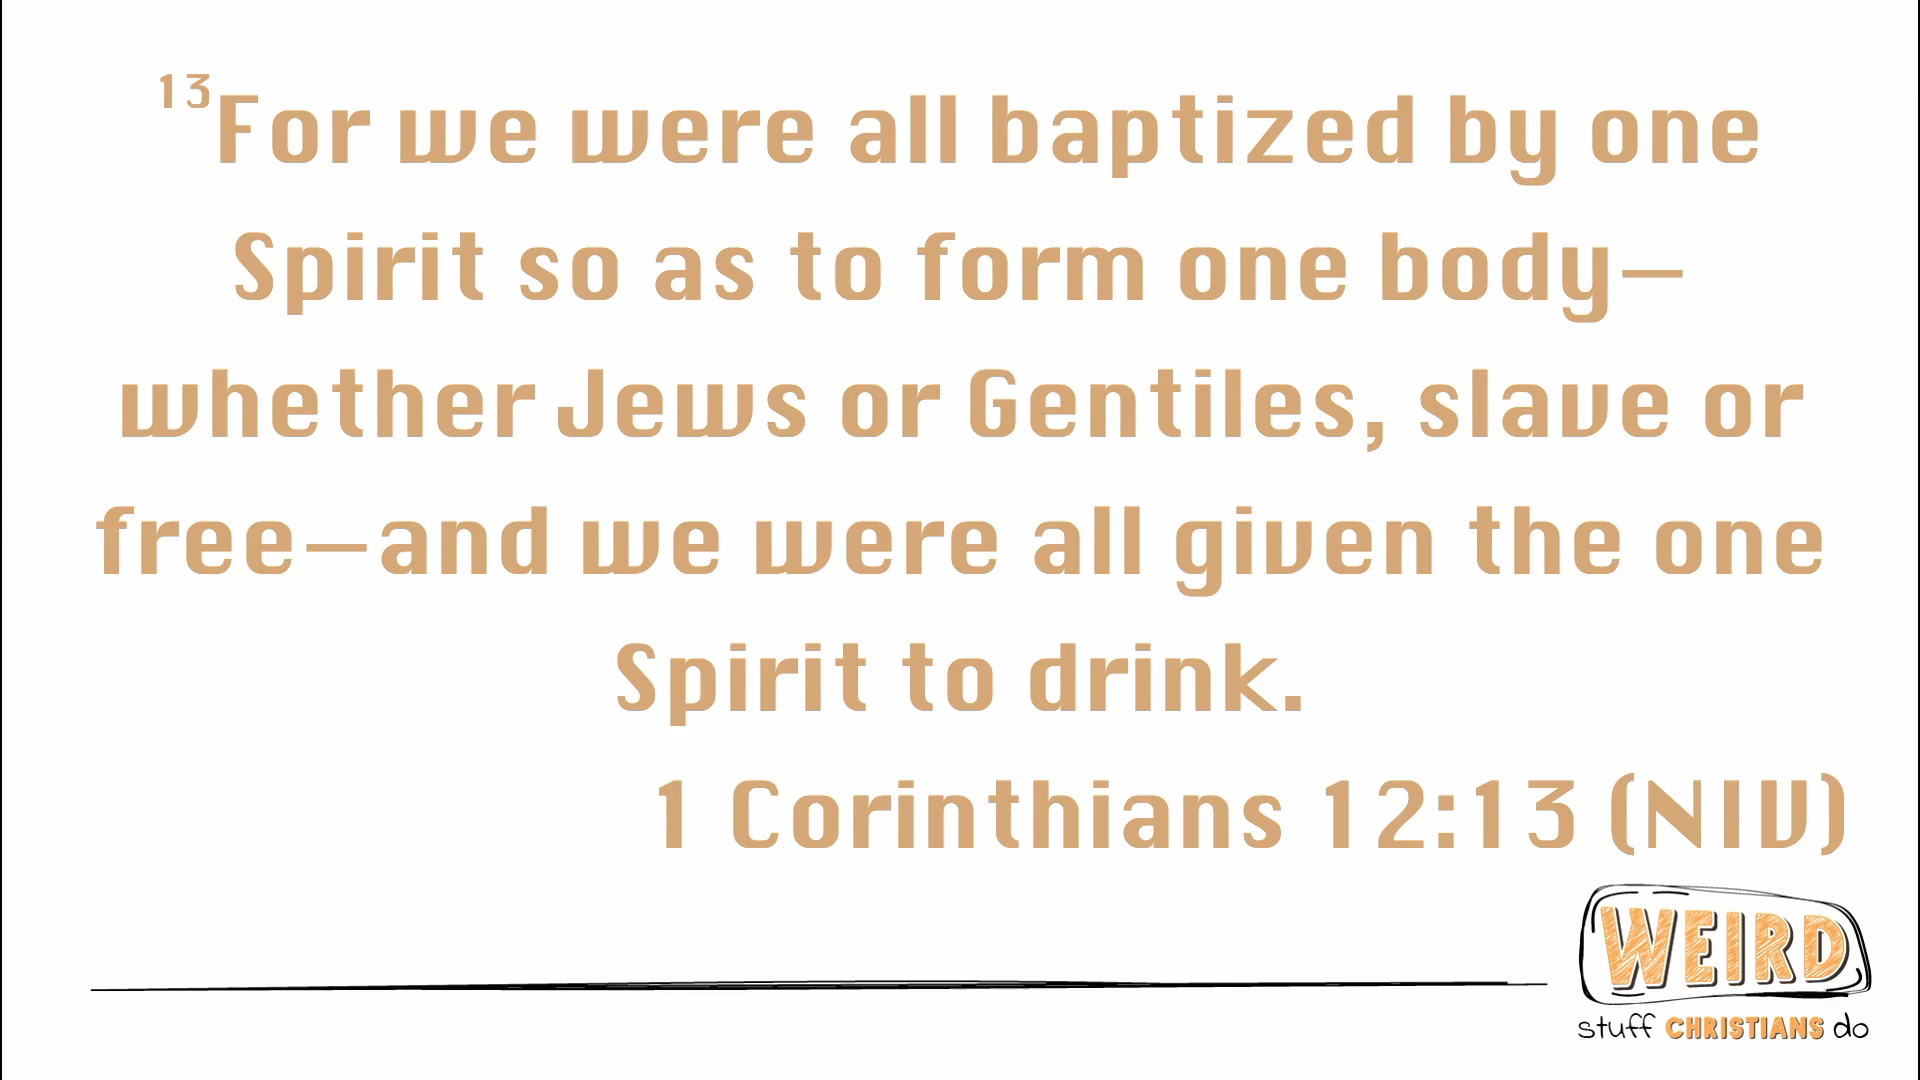 13For we were all baptized by one
Spirit so as to form one body—
whether Jews or Gentiles, slave or
free—and we were all given the one
Spirit to drink.
1 Corinthians 12:13 (NIV)
WEIRD
stuff CHRISTIANS do